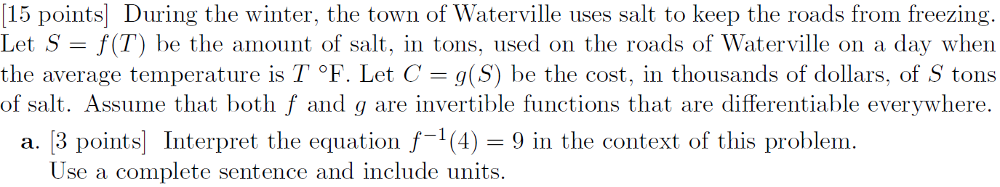 [15 points] During the winter, the town of Waterville uses salt to keep the roads from freezing.
Let S = f(T) be the amount of salt, in tons, used on the roads of Waterville on a day when
the average temperature is T °F. Let C = g(S) be the cost, in thousands of dollars, of S tons
of salt. Assume that both f and g are invertible functions that are differentiable everywhere.
a. [3 points] Interpret the equation f⁻¹(4) = 9 in the context of this problem.
Use a complete sentence and include units.